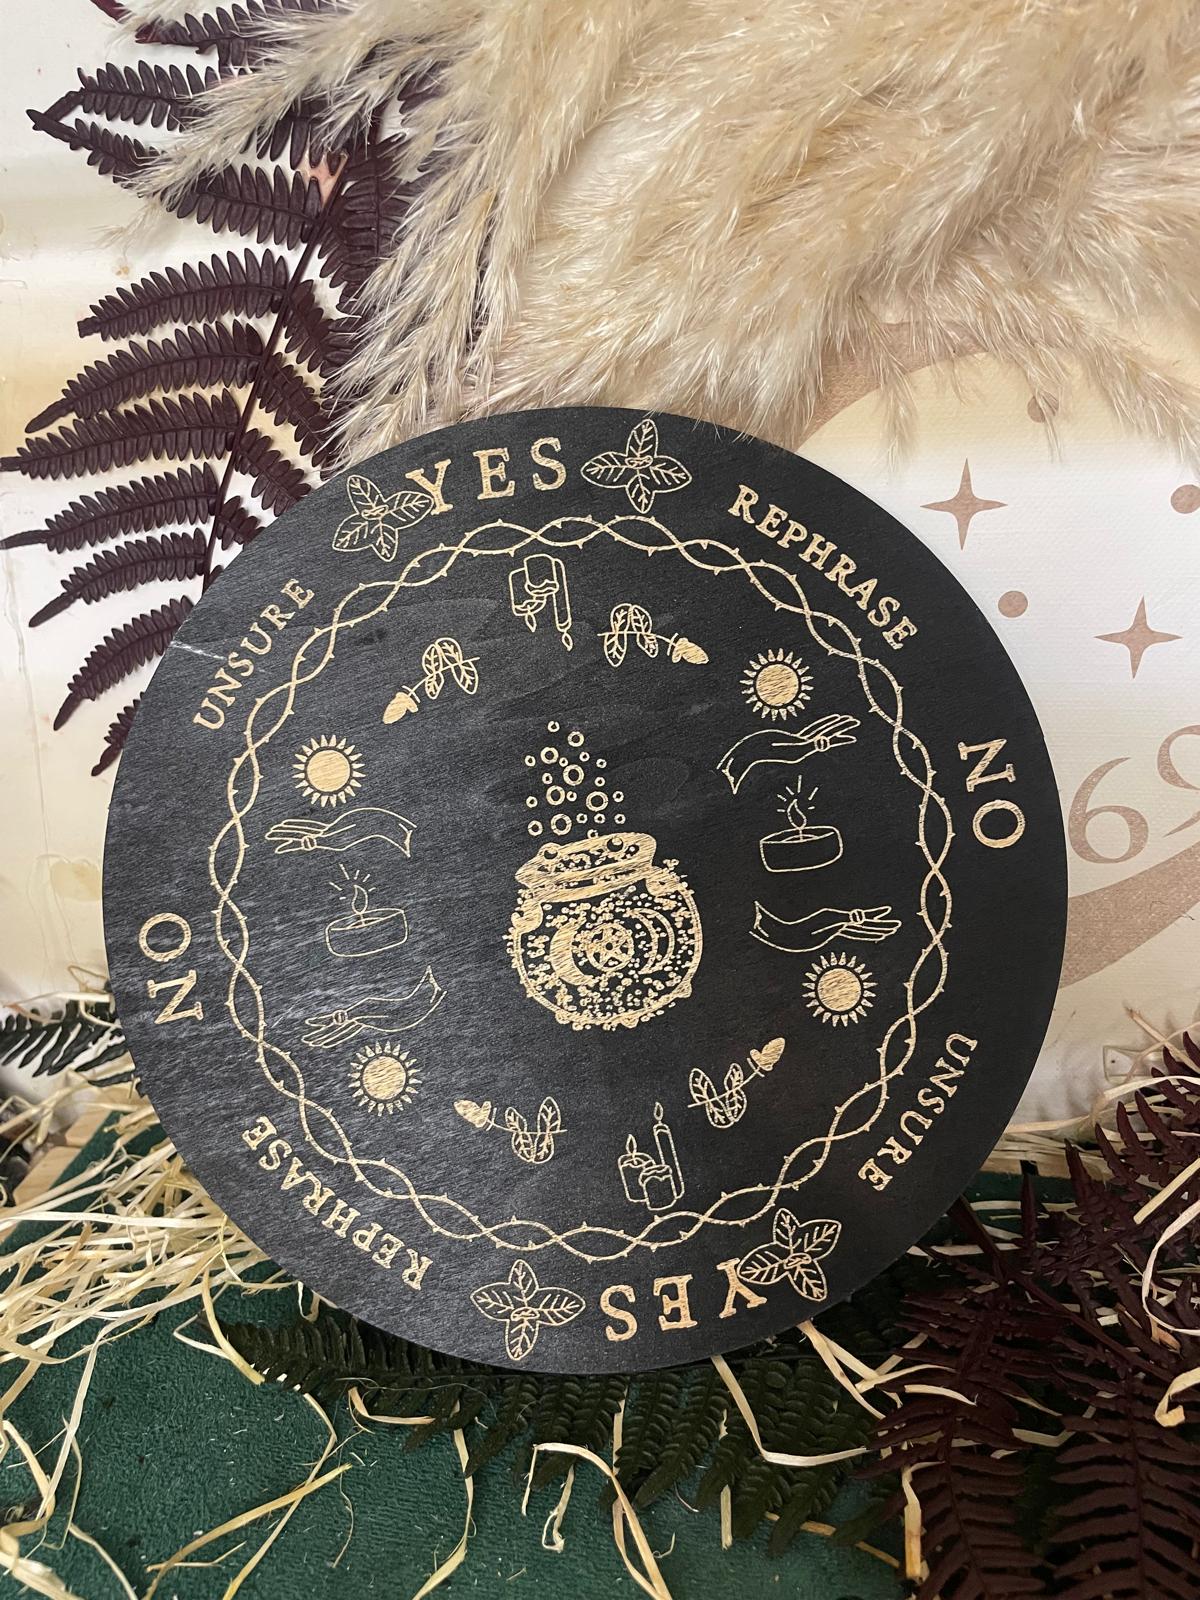 YES
REPHRASE
NO
UNSURE
YES
REPHRASE
NO
UNSURE